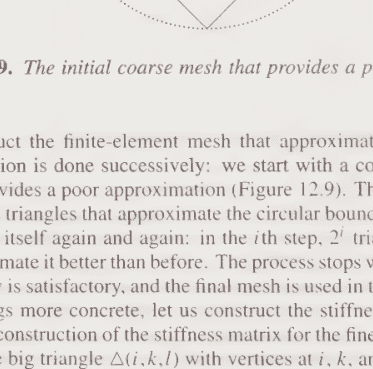 9. The initial coarse mesh that provides a p
uct the finite-element mesh that approximat
ion is done successively: we start with a co
vides a poor approximation (Figure 12.9). Th
triangles that approximate the circular bound
itself again and again: in the ith step, 2^i tri
mate it better than before. The process stops w
is satisfactory, and the final mesh is used in t
gs more concrete, let us construct the stiffne
construction of the stiffness matrix for the fine
e big triangle △(i,k,l) with vertices at i, k, an